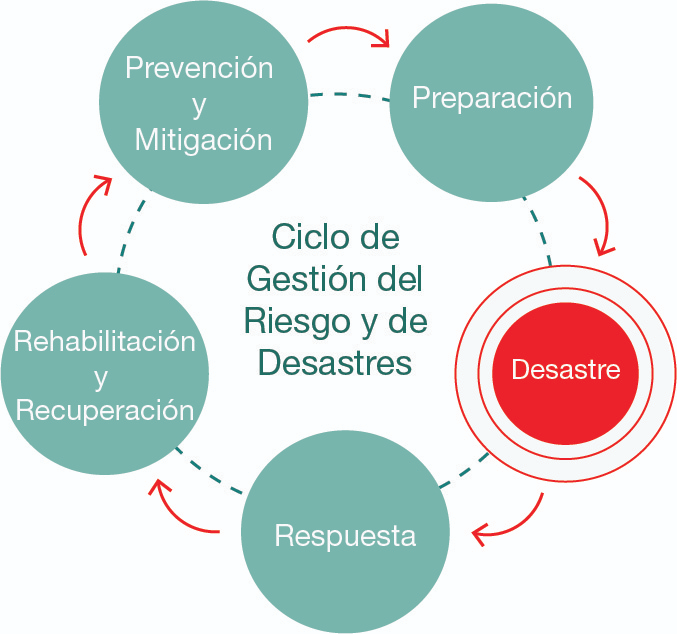 Prevención
y
Mitigación
Preparación
Ciclo de
Gestión del
Riesgo y de
Desastres
Desastre
Respuesta
Rehabilitación
y
Recuperación